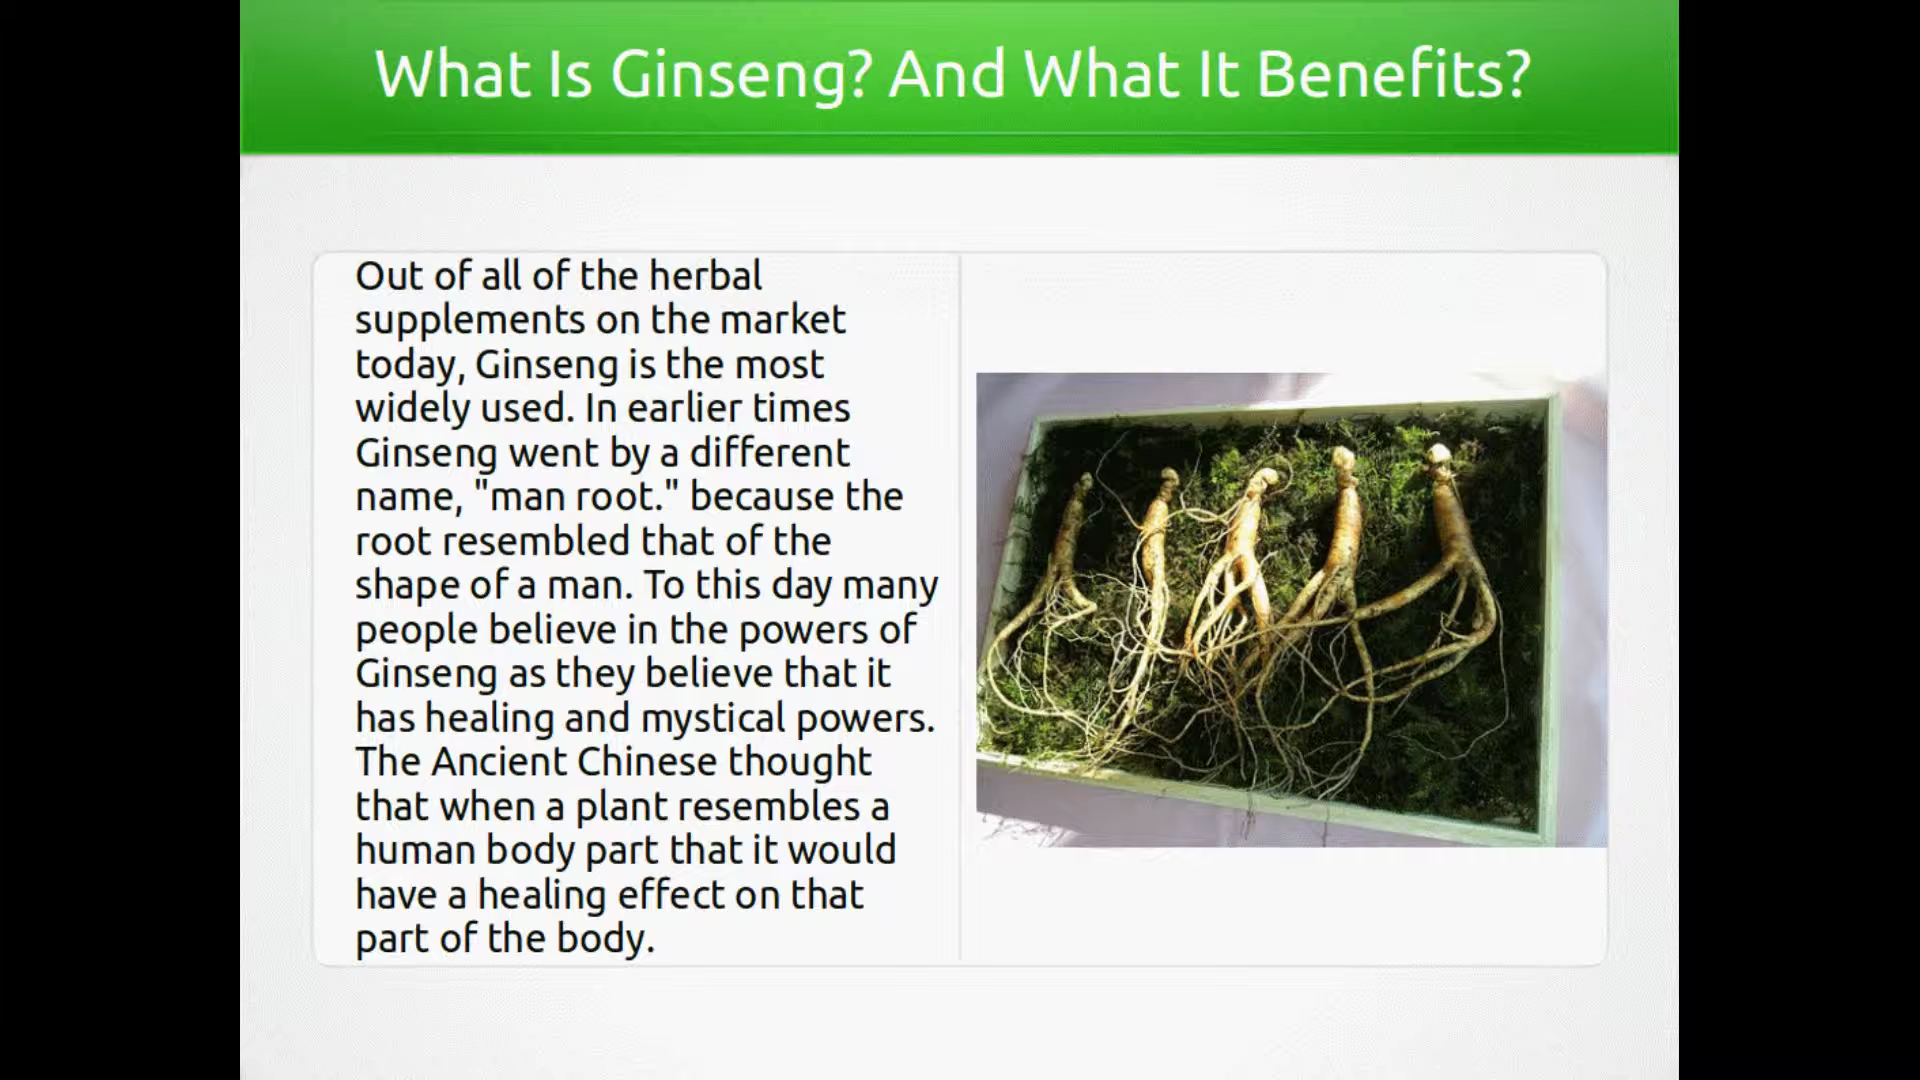 What Is Ginseng? And What It Benefits?
Out of all of the herbal
supplements on the market
today, Ginseng is the most
widely used. In earlier times
Ginseng went by a different
name, "man root." because the
root resembled that of the
shape of a man. To this day many
people believe in the powers of
Ginseng as they believe that it
has healing and mystical powers.
The Ancient Chinese thought
that when a plant resembles a
human body part that it would
have a healing effect on that
part of the body.